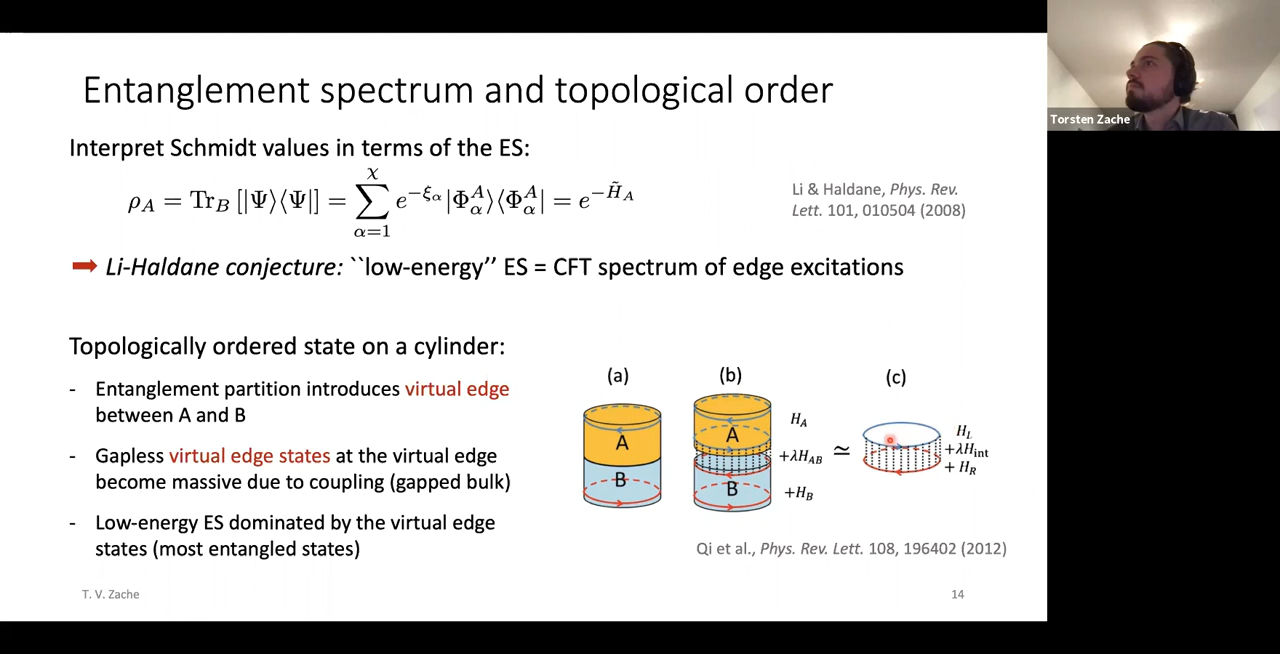 Entanglement spectrum and topological order
Interpret Schmidt values in terms of the ES:
ρ_A = Tr_B [|Ψ⟩⟨Ψ|] = ∑_{α=1}^{χ} e^{-ξ_α} |Φ_α^A⟩⟨Φ_α^A| = e^{-H̃_A}
Li & Haldane, Phys. Rev.
Lett. 101, 010504 (2008)
➡ Li-Haldane conjecture: ``low-energy’’ ES = CFT spectrum of edge excitations
Topologically ordered state on a cylinder:
- Entanglement partition introduces virtual edge
between A and B
- Gapless virtual edge states at the virtual edge
become massive due to coupling (gapped bulk)
- Low-energy ES dominated by the virtual edge
states (most entangled states)
(a)
A
B
(b)
A
B
H_A
+λH_AB
+H_B
≃
(c)
H_L
+λH_int
+ H_R
Qi et al., Phys. Rev. Lett. 108, 196402 (2012)
T. V. Zache
14
Torsten Zache